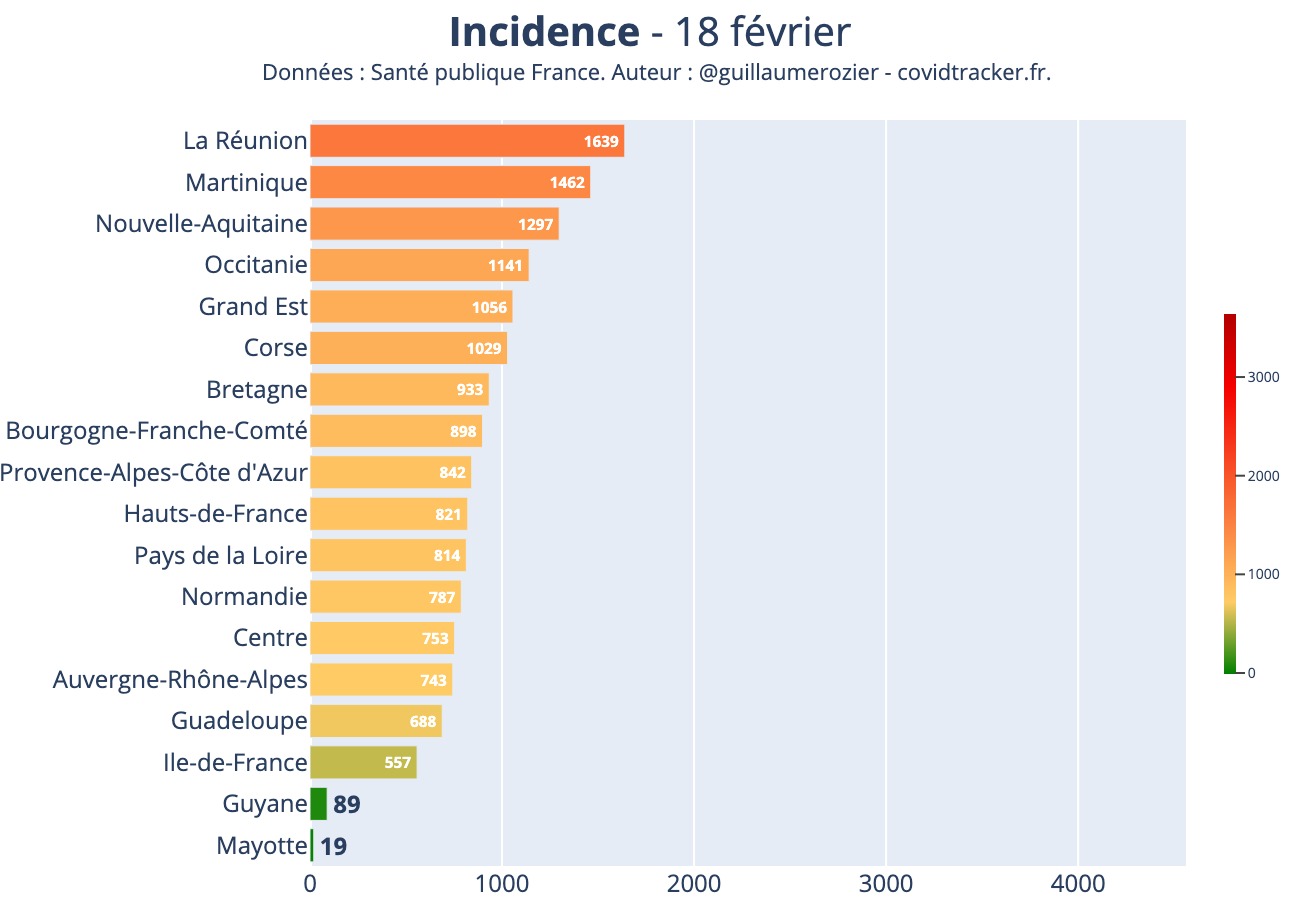 Incidence - 18 février
Données : Santé publique France. Auteur : @guillaumerozier - covidtracker.fr.
La Réunion 1639
Martinique 1462
Nouvelle-Aquitaine 1297
Occitanie 1141
Grand Est 1056
Corse 1029
Bretagne 933
Bourgogne-Franche-Comté 898
Provence-Alpes-Côte d'Azur 842
Hauts-de-France 821
Pays de la Loire 814
Normandie 787
Centre 753
Auvergne-Rhône-Alpes 743
Guadeloupe 688
Ile-de-France 557
Guyane 89
Mayotte 19
0 1000 2000 3000 4000
3000
2000
1000
0